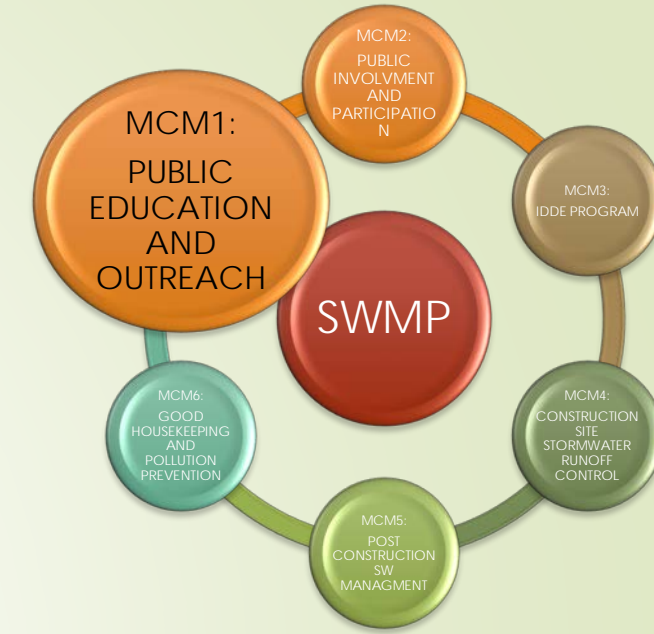 MCM1:
PUBLIC
EDUCATION
AND
OUTREACH
MCM2:
PUBLIC
INVOLVMENT
AND
PARTICIPATIO
N
MCM3:
IDDE PROGRAM
MCM4:
CONSTRUCTION
SITE
STORMWATER
RUNOFF
CONTROL
MCM5:
POST
CONSTRUCTION
SW
MANAGMENT
MCM6:
GOOD
HOUSEKEEPING
AND
POLLUTION
PREVENTION
SWMP